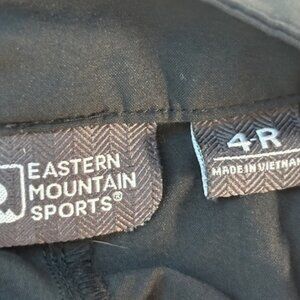 EASTERN
MOUNTAIN
SPORTS®
4R
MADE IN VIETNAM